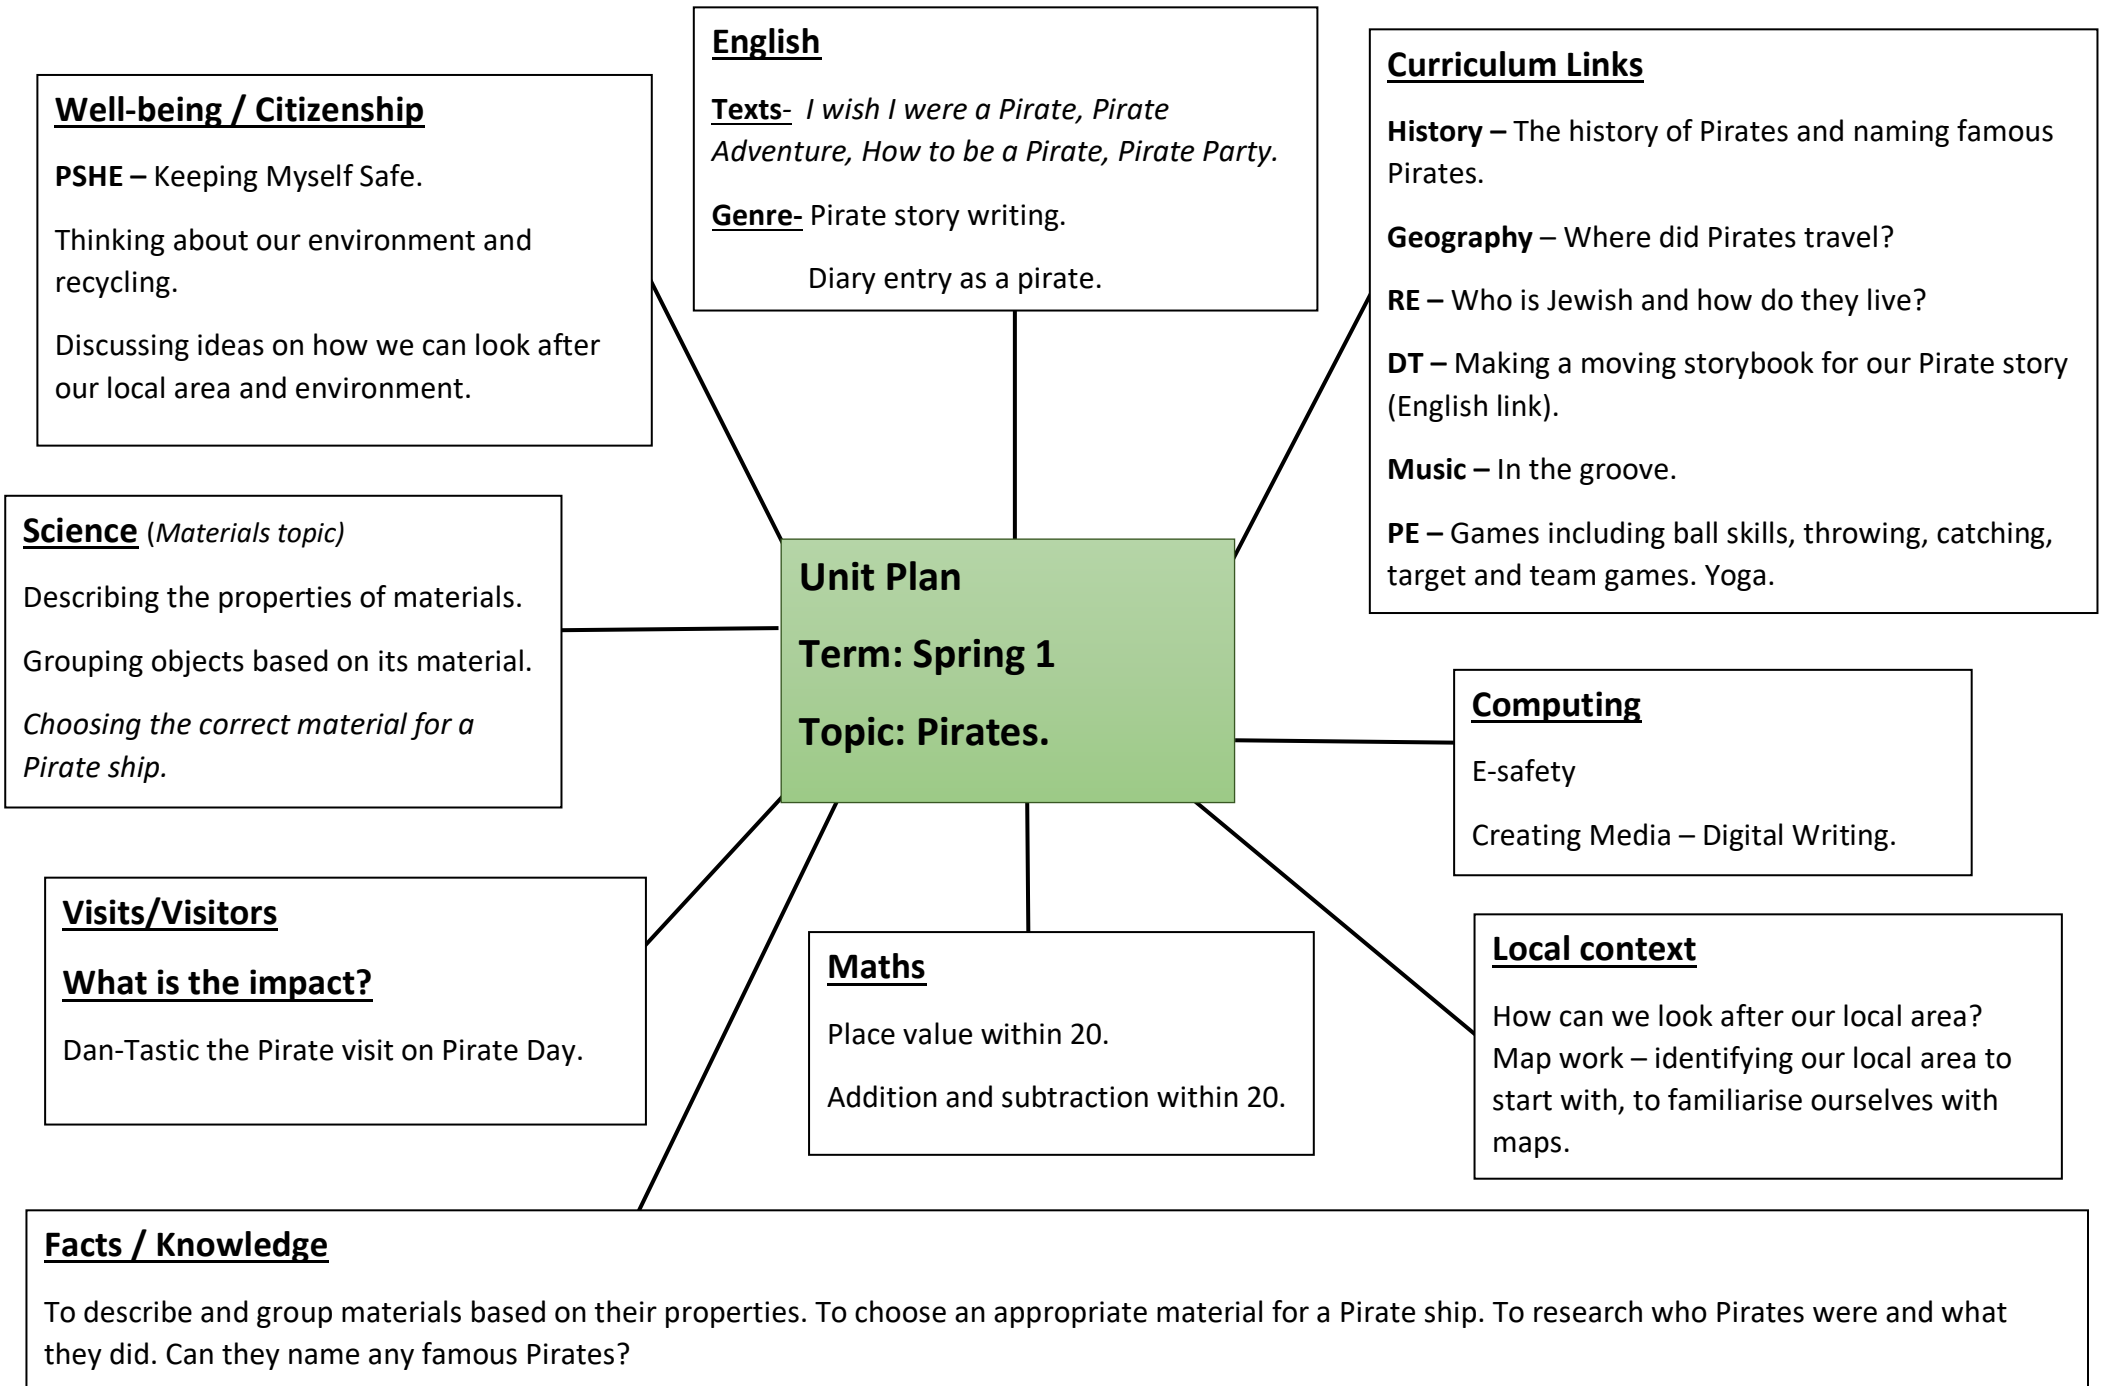 English
Texts-  I wish I were a Pirate, Pirate
Adventure, How to be a Pirate, Pirate Party.
Genre- Pirate story writing.
Diary entry as a pirate.
Curriculum Links
History – The history of Pirates and naming famous
Pirates.
Geography – Where did Pirates travel?
RE – Who is Jewish and how do they live?
DT – Making a moving storybook for our Pirate story
(English link).
Music – In the groove.
PE – Games including ball skills, throwing, catching,
target and team games. Yoga.
Well-being / Citizenship
PSHE – Keeping Myself Safe.
Thinking about our environment and
recycling.
Discussing ideas on how we can look after
our local area and environment.
Science (Materials topic)
Describing the properties of materials.
Grouping objects based on its material.
Choosing the correct material for a
Pirate ship.
Unit Plan
Term: Spring 1
Topic: Pirates.
Computing
E-safety
Creating Media – Digital Writing.
Visits/Visitors
What is the impact?
Dan-Tastic the Pirate visit on Pirate Day.
Maths
Place value within 20.
Addition and subtraction within 20.
Local context
How can we look after our local area?
Map work – identifying our local area to
start with, to familiarise ourselves with
maps.
Facts / Knowledge
To describe and group materials based on their properties. To choose an appropriate material for a Pirate ship. To research who Pirates were and what
they did. Can they name any famous Pirates?